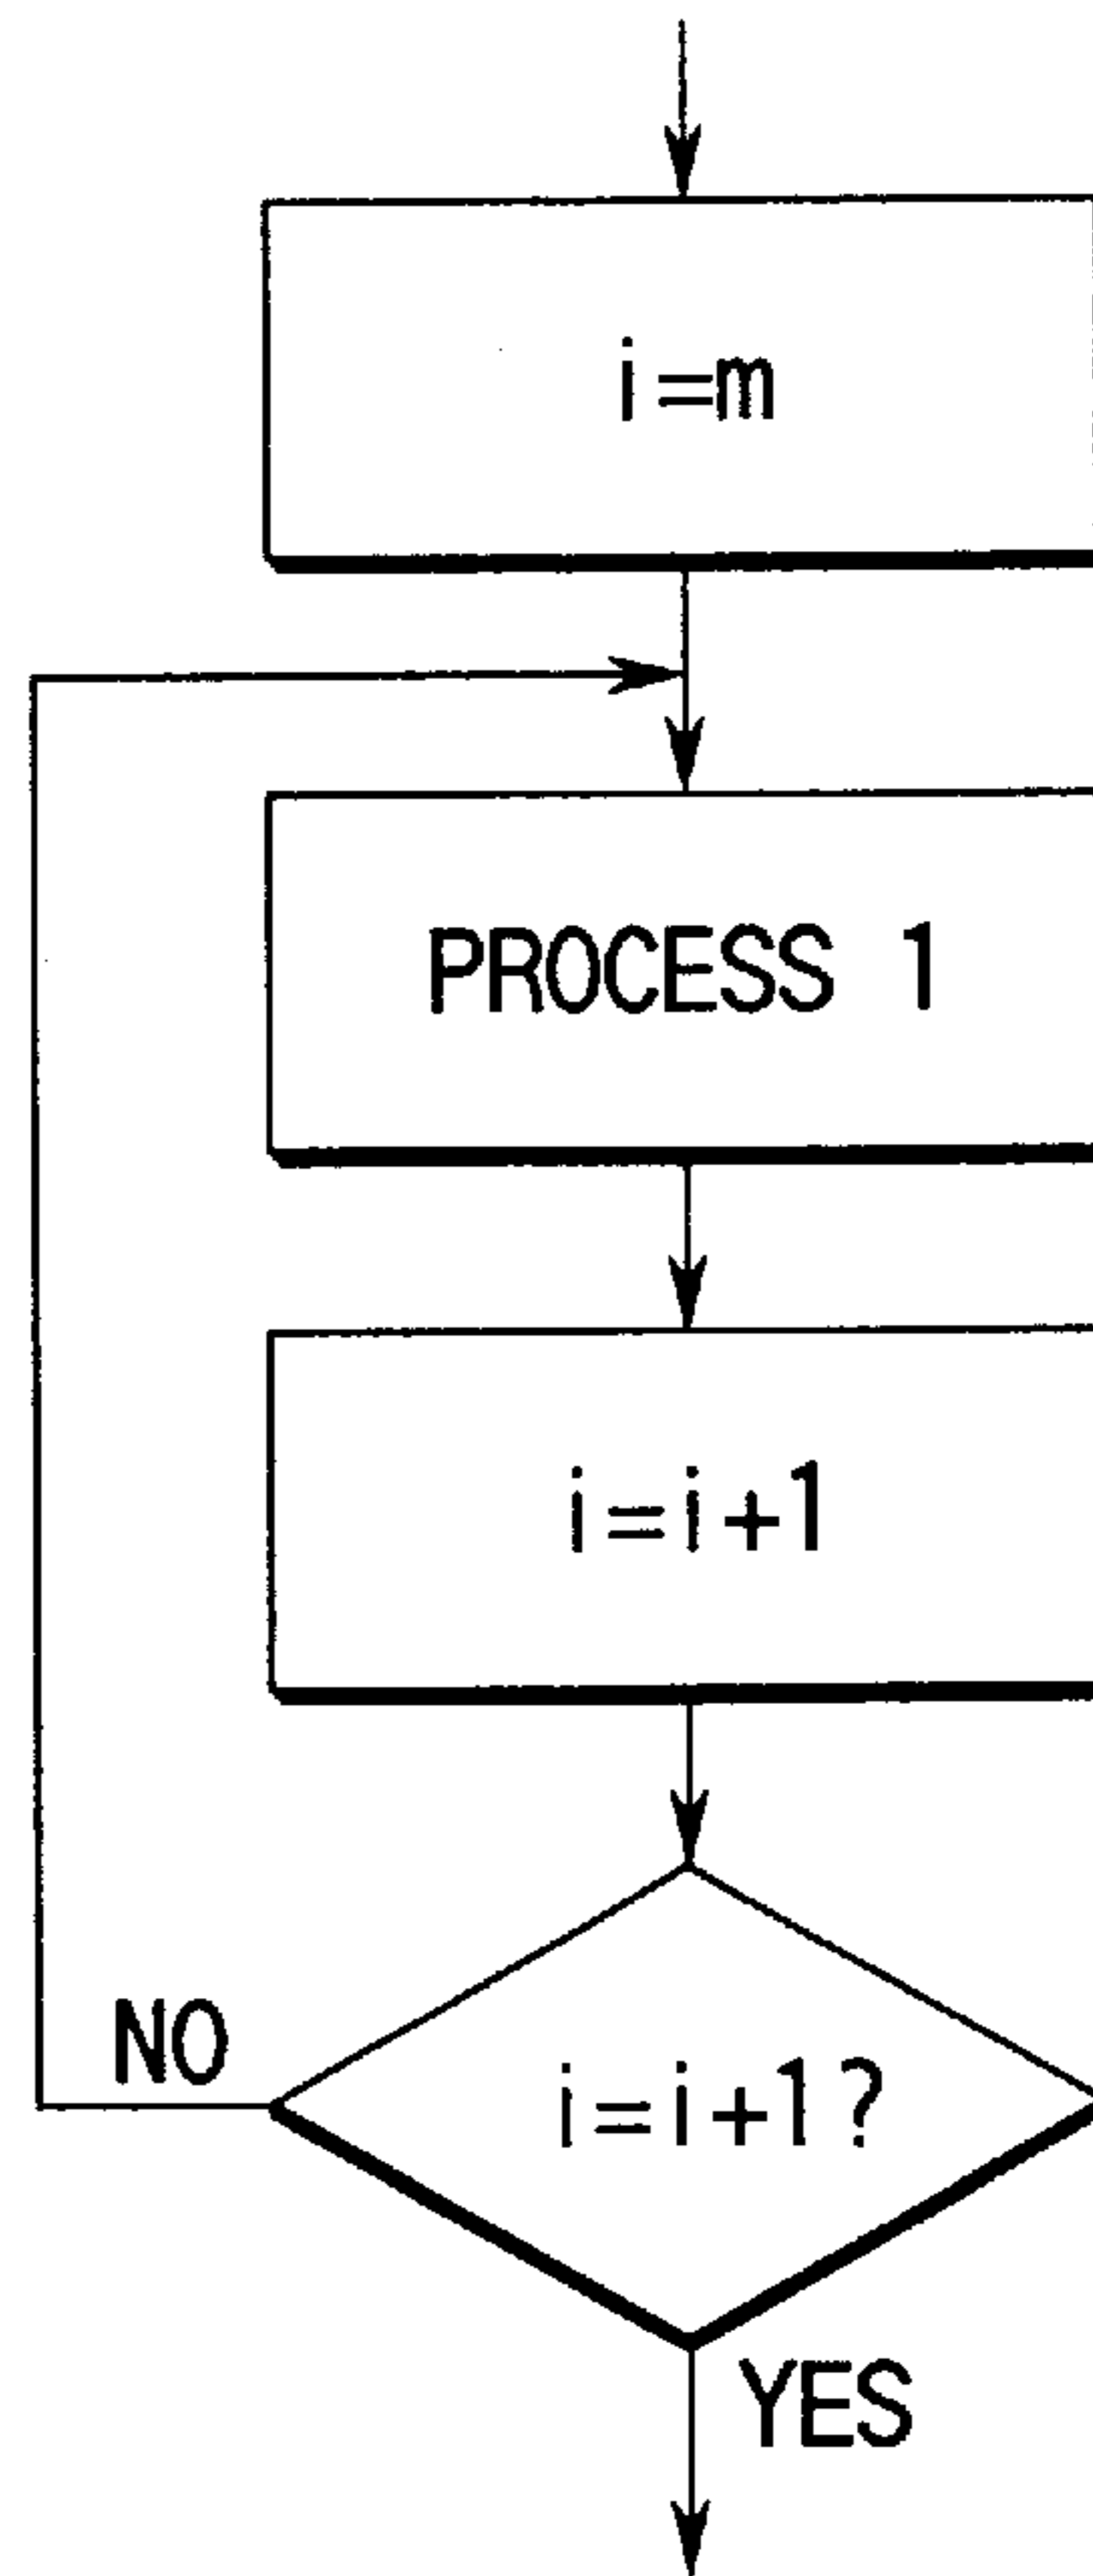 i=m
PROCESS 1
i=i+1
NO
i=i+1?
YES